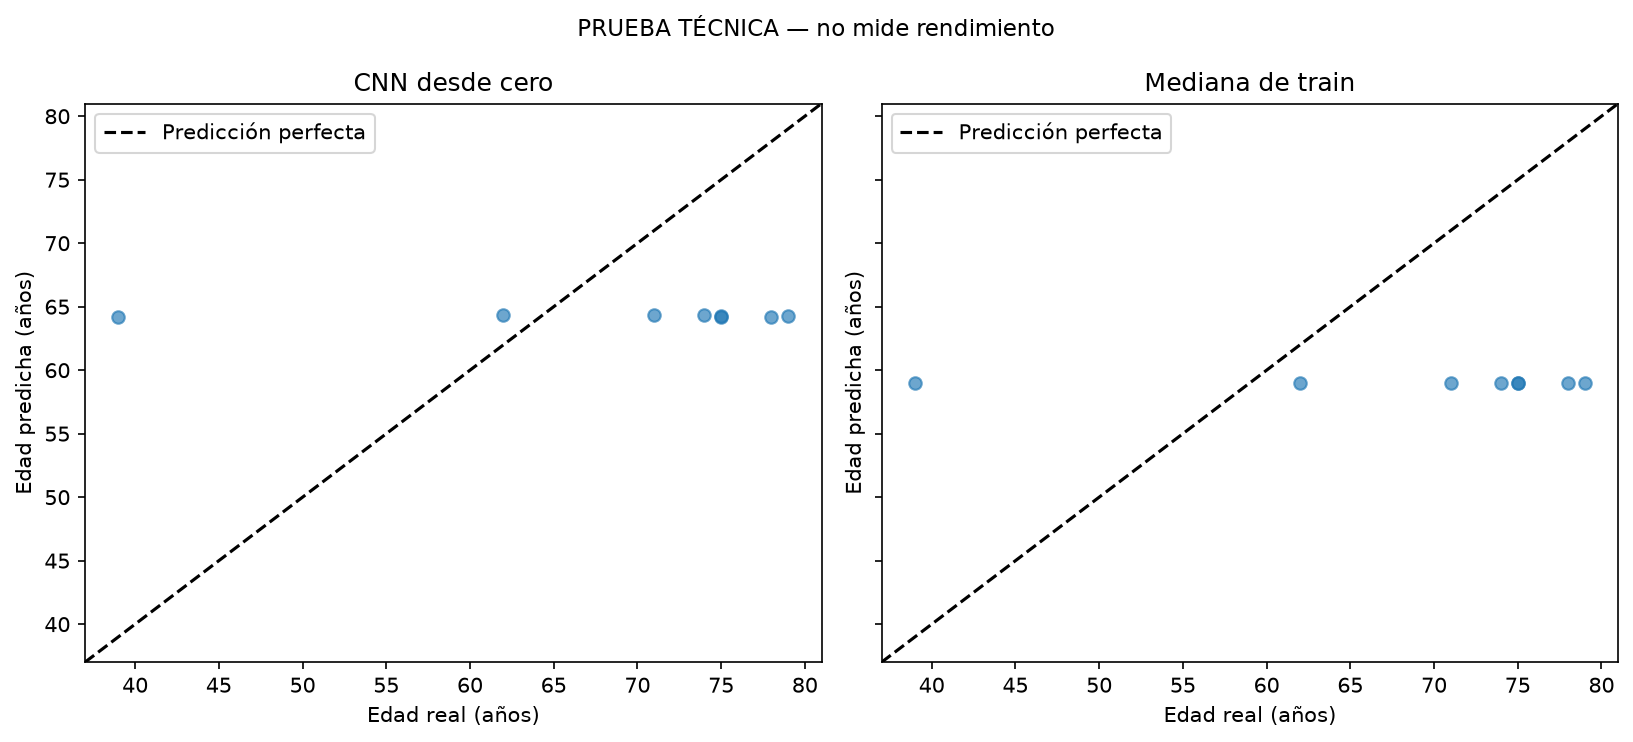 PRUEBA TÉCNICA — no mide rendimiento
CNN desde cero
80
75
70
65
60
55
50
45
40
Edad predicha (años)
Predicción perfecta
40 45 50 55 60 65 70 75 80
Edad real (años)
Mediana de train
Edad predicha (años)
Predicción perfecta
40 45 50 55 60 65 70 75 80
Edad real (años)